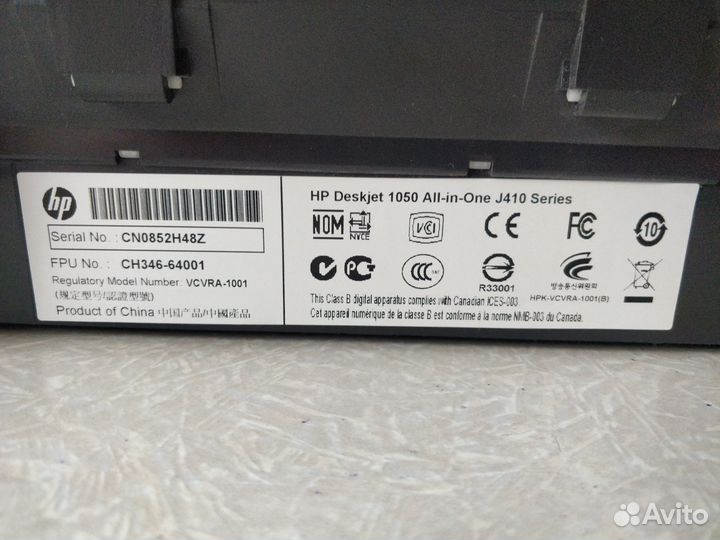 hp
Serial No. : CN0852H48Z
FPU No. : CH346-64001
Regulatory Model Number: VCVRA-1001
(规定型号/認證型號)
Product of China 中国产品/中國產品
HP Deskjet 1050 All-in-One J410 Series
NOM NYCE VCI CE FC 10
PG CCC R33001 방송통신위원회
HPK-VCVRA-1001(B)
This Class B digital apparatus complies with Canadian ICES-003
Cet appareil numérique de la classe B est conforme à la norme NMB-003 du Canada.
Avito